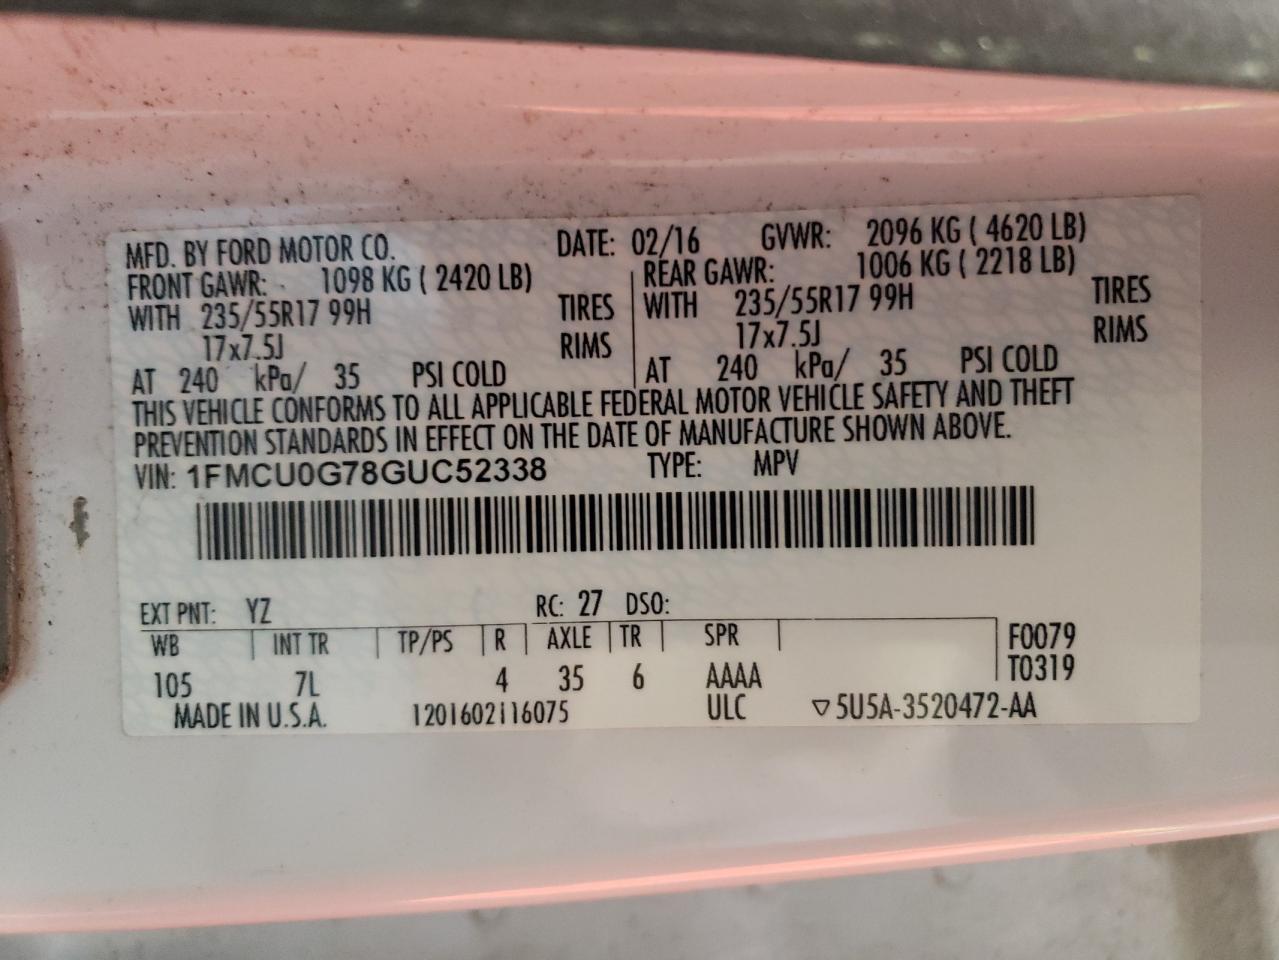 MFD. BY FORD MOTOR CO. DATE: 02/16 GVWR: 2096 KG ( 4620 LB)
FRONT GAWR: 1098 KG ( 2420 LB) REAR GAWR: 1006 KG ( 2218 LB)
WITH 235/55R17 99H TIRES WITH 235/55R17 99H TIRES
17x7.5J RIMS 17x7.5J RIMS
AT 240 kPa/ 35 PSI COLD AT 240 kPa/ 35 PSI COLD
THIS VEHICLE CONFORMS TO ALL APPLICABLE FEDERAL MOTOR VEHICLE SAFETY AND THEFT
PREVENTION STANDARDS IN EFFECT ON THE DATE OF MANUFACTURE SHOWN ABOVE.
VIN: 1FMCU0G78GUC52338 TYPE: MPV
EXT PNT: YZ RC: 27 DSO:
WB INT TR TP/PS R AXLE TR SPR F0079
105 7L 4 35 6 AAAA T0319
MADE IN U.S.A. 1201602116075 ULC ▽5U5A-3520472-AA